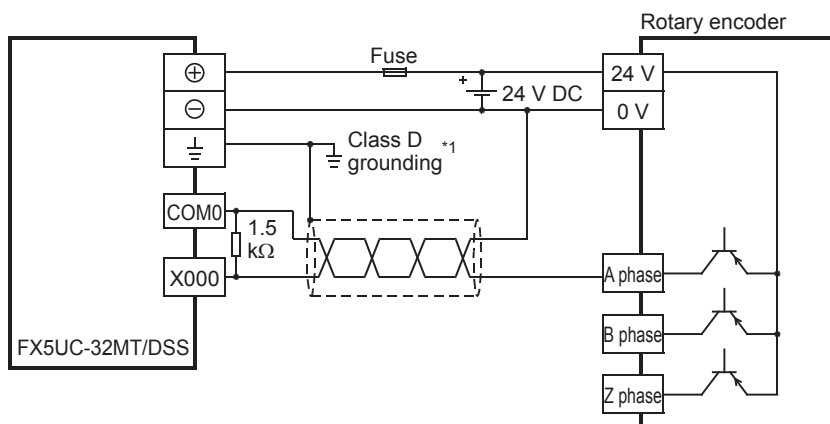 Rotary encoder
Fuse
24 V
+
24 V DC
0 V
Class D *1
grounding
COM0
1.5
kΩ
X000
A phase
B phase
FX5UC-32MT/DSS
Z phase